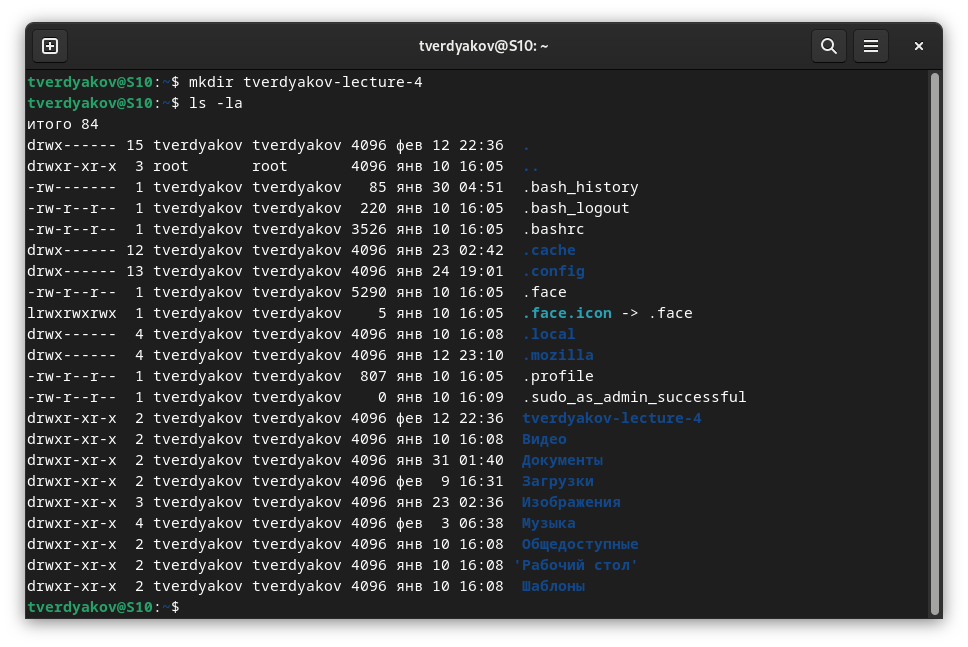 tverdyakov@S10: ~
tverdyakov@S10:~$ mkdir tverdyakov-lecture-4
tverdyakov@S10:~$ ls -la
итого 84
drwx------ 15 tverdyakov tverdyakov 4096 фев 12 22:36  .
drwxr-xr-x  3 root       root       4096 янв 10 16:05  ..
-rw-------  1 tverdyakov tverdyakov   85 янв 30 04:51  .bash_history
-rw-r--r--  1 tverdyakov tverdyakov  220 янв 10 16:05  .bash_logout
-rw-r--r--  1 tverdyakov tverdyakov 3526 янв 10 16:05  .bashrc
drwx------ 12 tverdyakov tverdyakov 4096 янв 23 02:42  .cache
drwx------ 13 tverdyakov tverdyakov 4096 янв 24 19:01  .config
-rw-r--r--  1 tverdyakov tverdyakov 5290 янв 10 16:05  .face
lrwxrwxrwx  1 tverdyakov tverdyakov    5 янв 10 16:05  .face.icon -> .face
drwx------  4 tverdyakov tverdyakov 4096 янв 10 16:08  .local
drwx------  4 tverdyakov tverdyakov 4096 янв 12 23:10  .mozilla
-rw-r--r--  1 tverdyakov tverdyakov  807 янв 10 16:05  .profile
-rw-r--r--  1 tverdyakov tverdyakov    0 янв 10 16:09  .sudo_as_admin_successful
drwxr-xr-x  2 tverdyakov tverdyakov 4096 фев 12 22:36  tverdyakov-lecture-4
drwxr-xr-x  2 tverdyakov tverdyakov 4096 янв 10 16:08  Видео
drwxr-xr-x  2 tverdyakov tverdyakov 4096 янв 31 01:40  Документы
drwxr-xr-x  2 tverdyakov tverdyakov 4096 фев  9 16:31  Загрузки
drwxr-xr-x  3 tverdyakov tverdyakov 4096 янв 23 02:36  Изображения
drwxr-xr-x  4 tverdyakov tverdyakov 4096 фев  3 06:38  Музыка
drwxr-xr-x  2 tverdyakov tverdyakov 4096 янв 10 16:08  Общедоступные
drwxr-xr-x  2 tverdyakov tverdyakov 4096 янв 10 16:08 'Рабочий стол'
drwxr-xr-x  2 tverdyakov tverdyakov 4096 янв 10 16:08  Шаблоны
tverdyakov@S10:~$